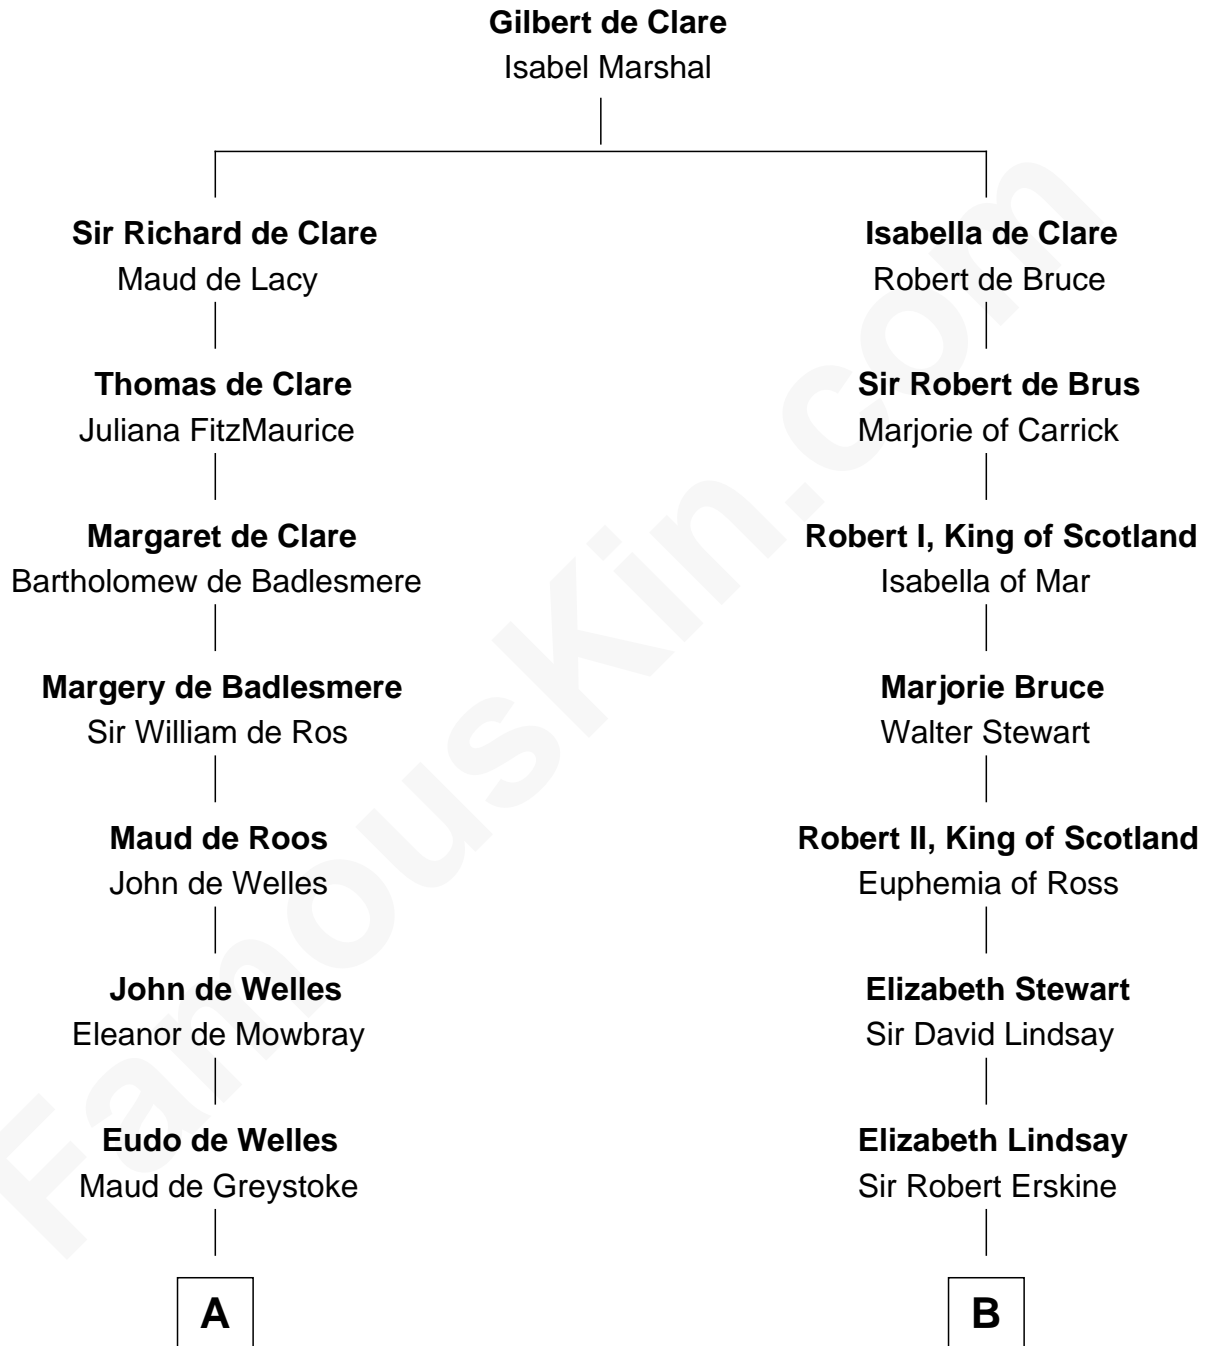 Gilbert de Clare
Isabel Marshal
Sir Richard de Clare
Maud de Lacy
Thomas de Clare
Juliana FitzMaurice
Margaret de Clare
Bartholomew de Badlesmere
Margery de Badlesmere
Sir William de Ros
Maud de Roos
John de Welles
John de Welles
Eleanor de Mowbray
Eudo de Welles
Maud de Greystoke
A
Isabella de Clare
Robert de Bruce
Sir Robert de Brus
Marjorie of Carrick
Robert I, King of Scotland
Isabella of Mar
Marjorie Bruce
Walter Stewart
Robert II, King of Scotland
Euphemia of Ross
Elizabeth Stewart
Sir David Lindsay
Elizabeth Lindsay
Sir Robert Erskine
B
FamousKin.com